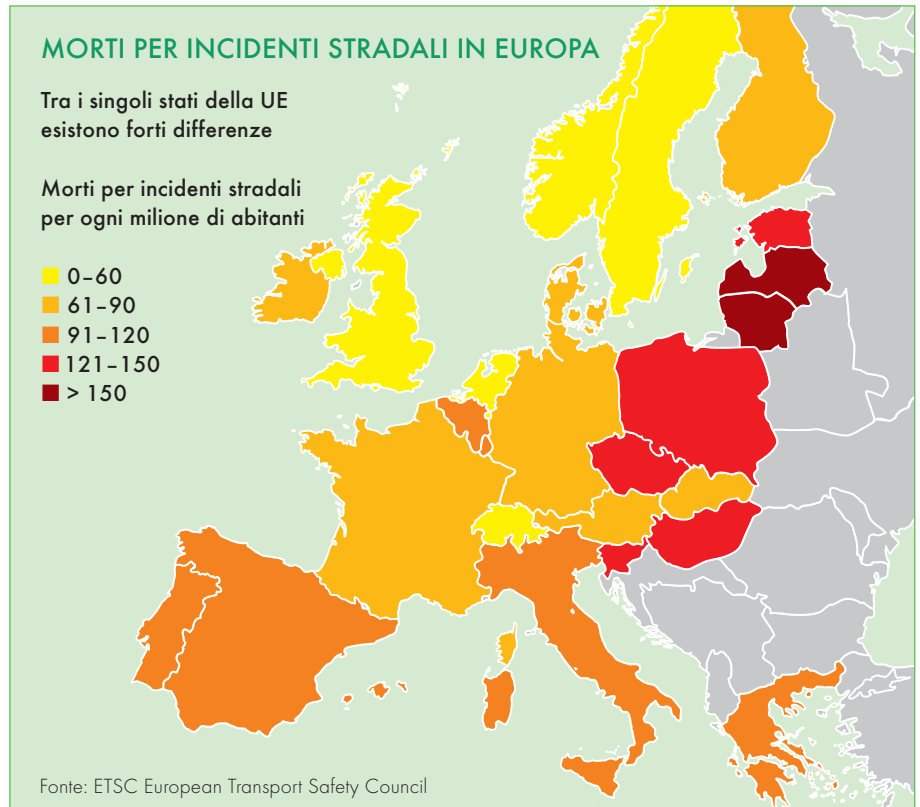 MORTI PER INCIDENTI STRADALI IN EUROPA
Tra i singoli stati della UE
esistono forti differenze
Morti per incidenti stradali
per ogni milione di abitanti
0–60
61–90
91–120
121–150
> 150
Fonte: ETSC European Transport Safety Council